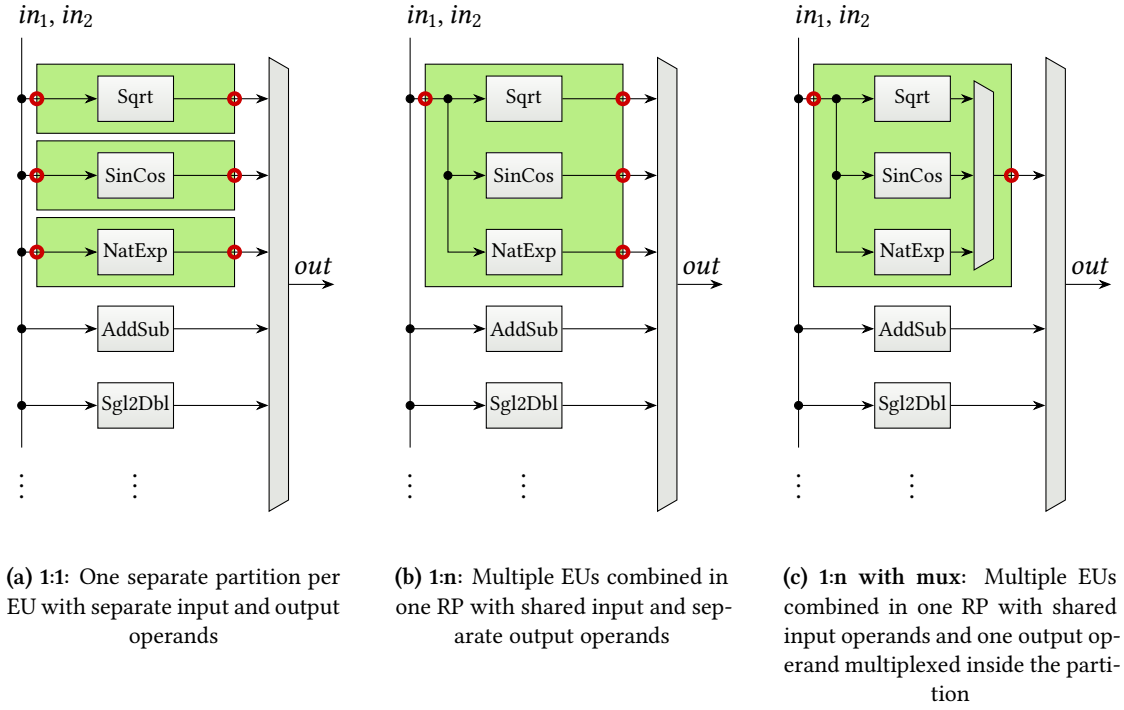 in₁, in₂
Sqrt
SinCos
NatExp
out
AddSub
Sgl2Dbl
⋮ ⋮
(a) 1:1: One separate partition per
EU with separate input and output
operands
in₁, in₂
Sqrt
SinCos
NatExp
out
AddSub
Sgl2Dbl
⋮ ⋮
(b) 1:n: Multiple EUs combined in
one RP with shared input and sep-
arate output operands
in₁, in₂
Sqrt
SinCos
NatExp
out
AddSub
Sgl2Dbl
⋮ ⋮
(c) 1:n with mux: Multiple EUs
combined in one RP with shared
input operands and one output op-
erand multiplexed inside the parti-
tion